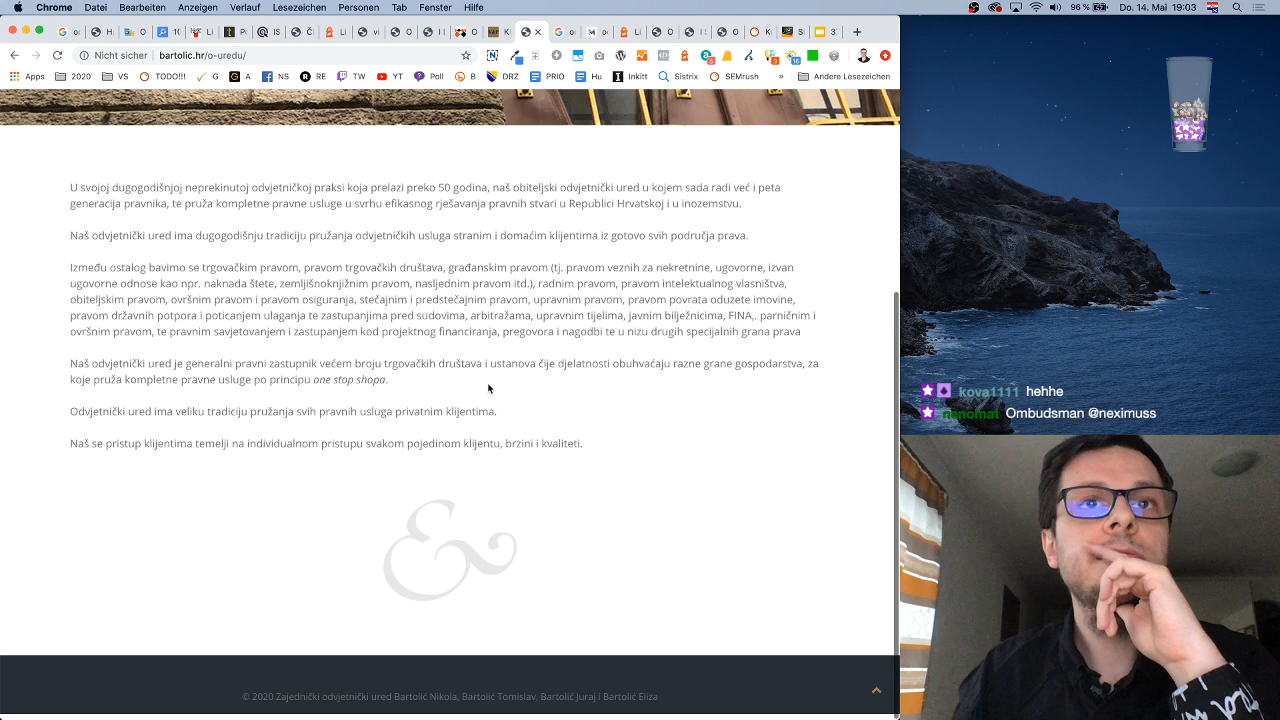 Chrome Datei Bearbeiten Anzeigen Verlauf Lesezeichen Personen Tab Fenster Hilfe 96 % Do. 14. Mai 19:03
Nicht sicher bartolic.hr/o-uredu/
Apps 2020 VS TODO!!! G A IS RE TW YT Poll B DRZ PRIO Hu Inkitt Sistrix SEMrush » Andere Lesezeichen
U svojoj dugogodišnjoj neprekinutoj odvjetničkoj praksi koja prelazi preko 50 godina, naš obiteljski odvjetnički ured u kojem sada radi već i peta
generacija pravnika, te pruža kompletne pravne usluge u svrhu efikasnog rješavanja pravnih stvari u Republici Hrvatskoj i u inozemstvu.
Naš odvjetnički ured ima dugogodišnju tradiciju pružanja odvjetničkih usluga stranim i domaćim klijentima iz gotovo svih područja prava.
Između ostalog bavimo se trgovačkim pravom, pravom trgovačkih društava, građanskim pravom (tj. pravom veznih za nekretnine, ugovorne, izvan
ugovorne odnose kao npr. naknada štete, zemljišnoknjižnim pravom, nasljednim pravom itd.), radnim pravom, pravom intelektualnog vlasništva,
obiteljskim pravom, ovršnim pravom i pravom osiguranja, stečajnim i predstečajnim pravom, upravnim pravom, pravom povrata oduzete imovine,
pravom državnih potpora i poticanjem ulaganja te zastupanjima pred sudovima, arbitražama, upravnim tijelima, javnim bilježnicima, FINA,. parničnim i
ovršnim pravom, te pravnim savjetovanjem i zastupanjem kod projektnog financiranja, pregovora i nagodbi te u nizu drugih specijalnih grana prava
Naš odvjetnički ured je generalni pravni zastupnik većem broju trgovačkih društava i ustanova čije djelatnosti obuhvaćaju razne grane gospodarstva, za
koje pruža kompletne pravne usluge po principu one stop shopa.
Odvjetnički ured ima veliku tradiciju pružanja svih pravnih usluga privatnim klijentima.
Naš se pristup klijentima temelji na individualnom pristupu svakom pojedinom klijentu, brzini i kvaliteti.
&
© 2020 Zajednički odvjetnički ured Bartolić Nikola, Bartolić Tomislav, Bartolić Juraj i Bartolić Eliza
kova1111 hehhe
nenomat Ombudsman @neximuss